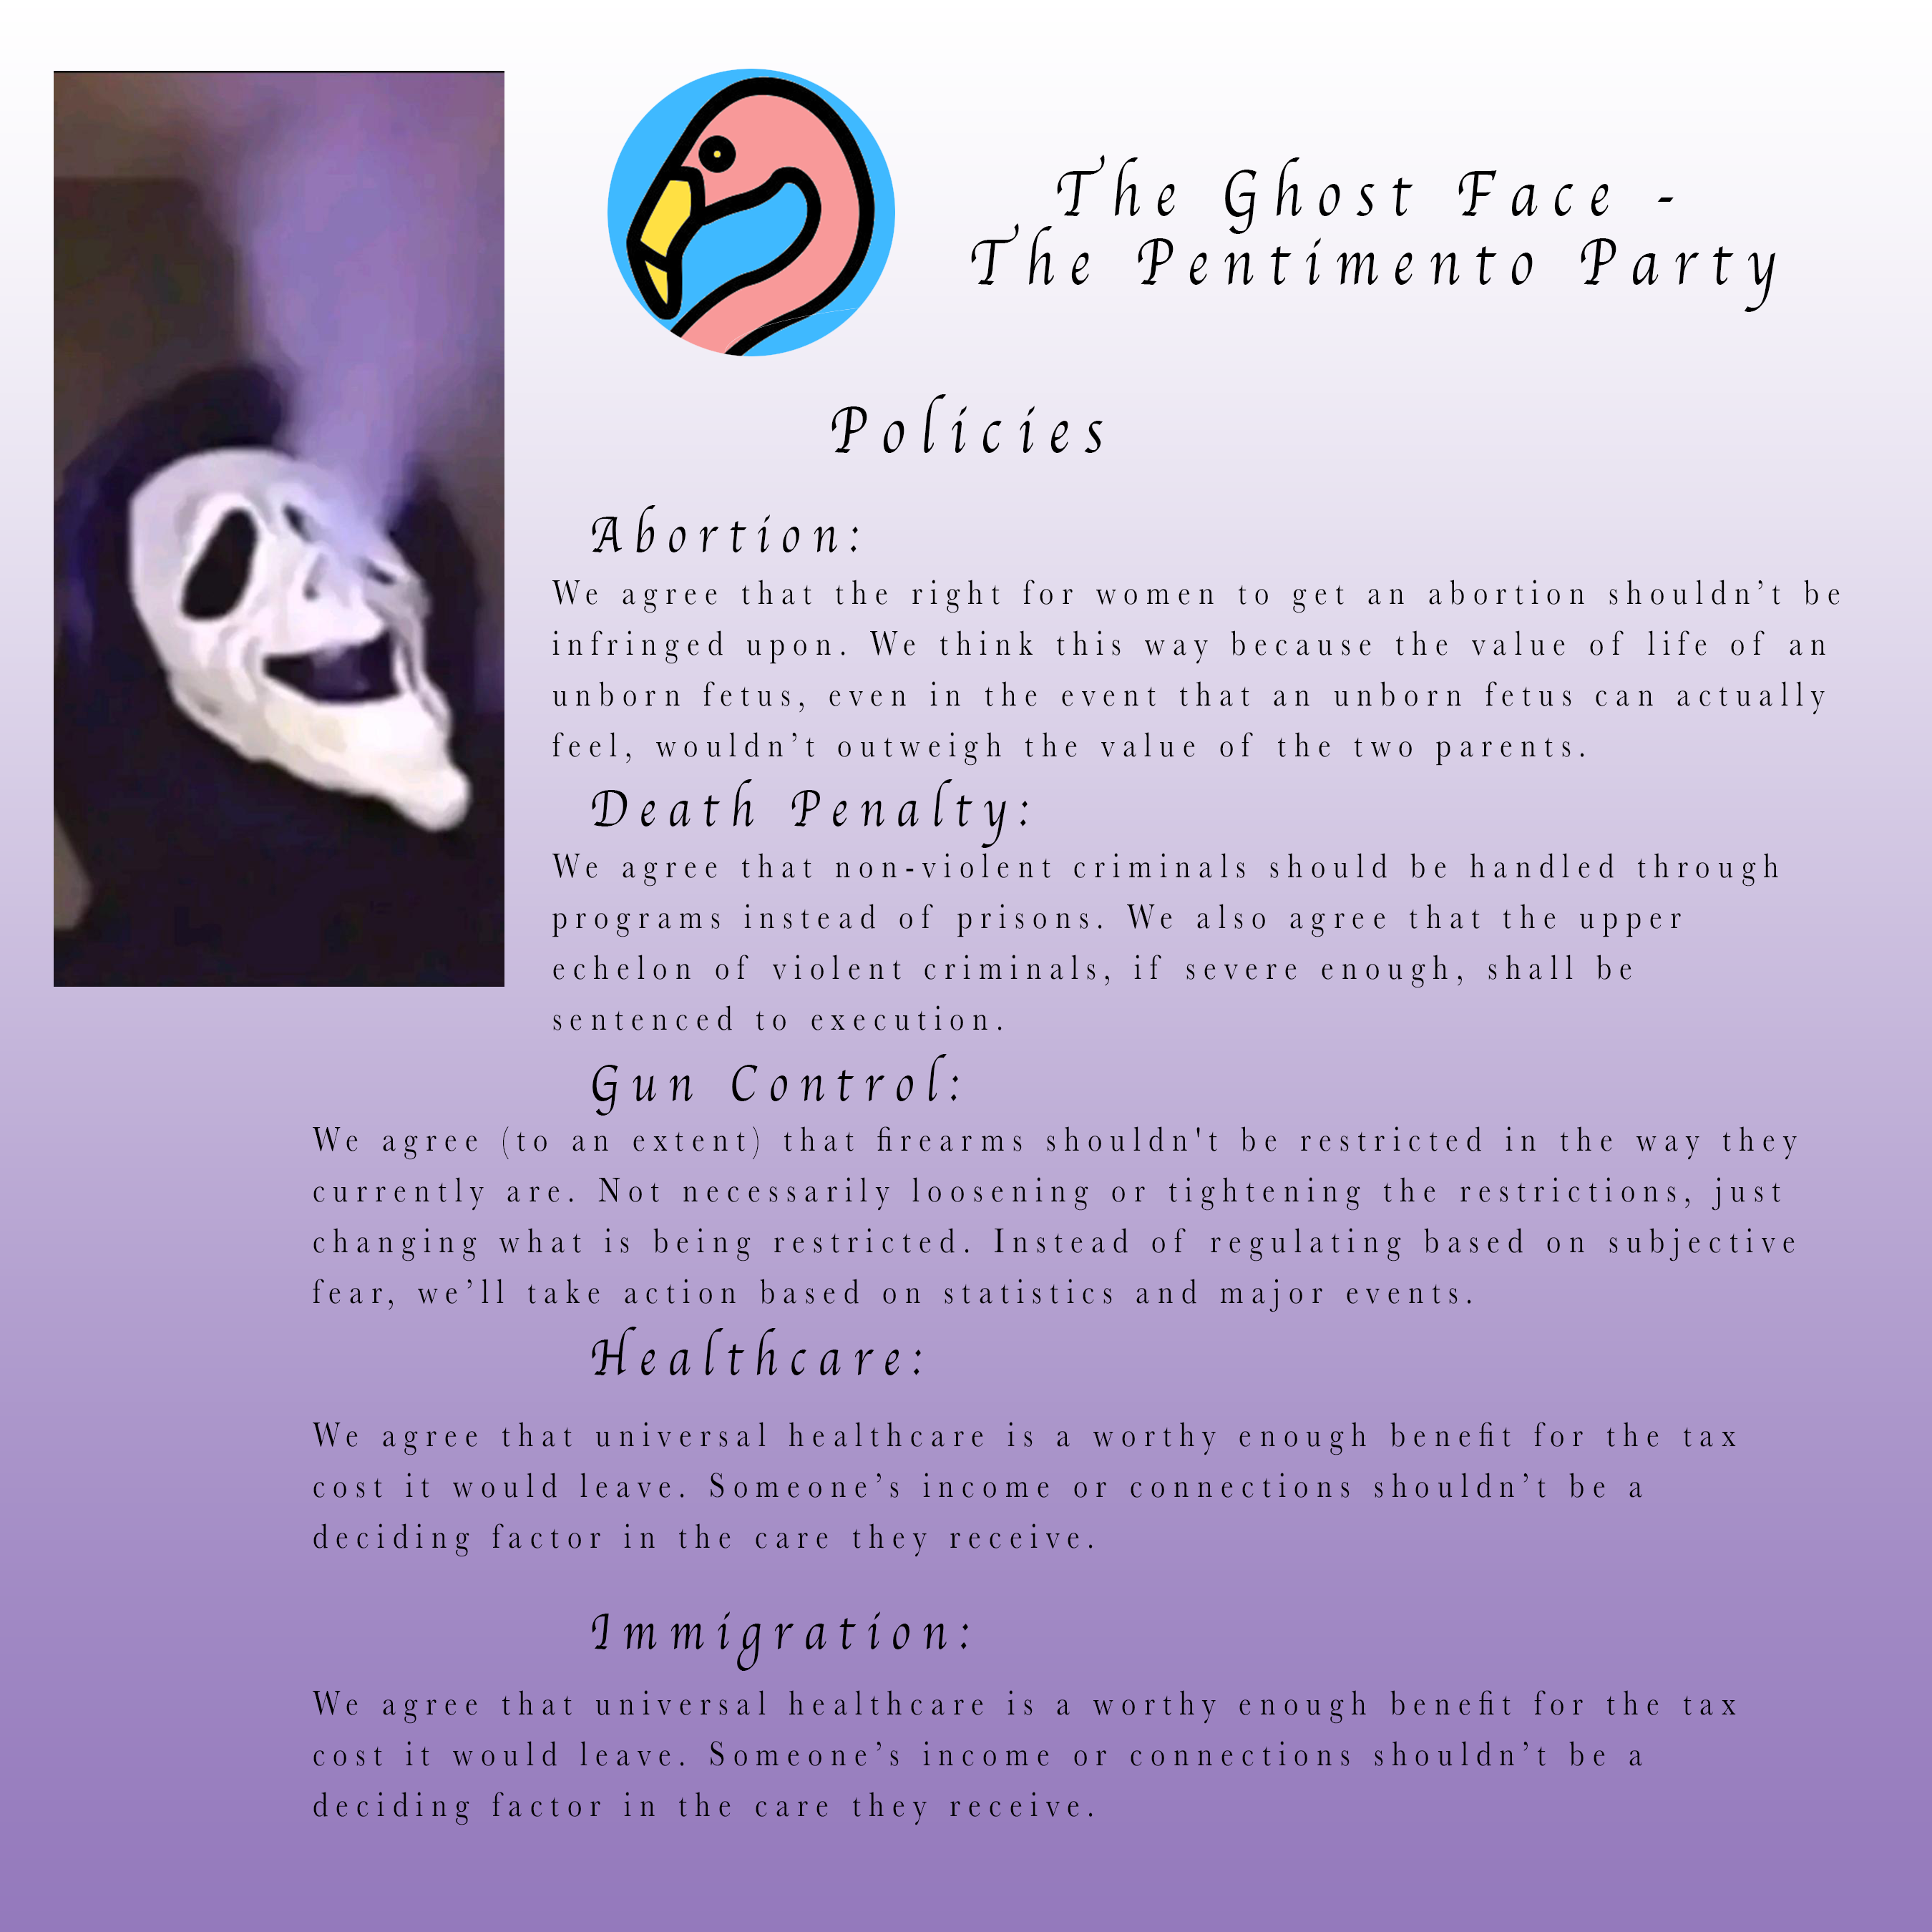 The Ghost Face -
The Pentimento Party
Policies
Abortion:
We agree that the right for women to get an abortion shouldn’t be
infringed upon. We think this way because the value of life of an
unborn fetus, even in the event that an unborn fetus can actually
feel, wouldn’t outweigh the value of the two parents.
Death Penalty:
We agree that non-violent criminals should be handled through
programs instead of prisons. We also agree that the upper
echelon of violent criminals, if severe enough, shall be
sentenced to execution.
Gun Control:
We agree (to an extent) that firearms shouldn't be restricted in the way they
currently are. Not necessarily loosening or tightening the restrictions, just
changing what is being restricted. Instead of regulating based on subjective
fear, we’ll take action based on statistics and major events.
Healthcare:
We agree that universal healthcare is a worthy enough benefit for the tax
cost it would leave. Someone’s income or connections shouldn’t be a
deciding factor in the care they receive.
Immigration:
We agree that universal healthcare is a worthy enough benefit for the tax
cost it would leave. Someone’s income or connections shouldn’t be a
deciding factor in the care they receive.